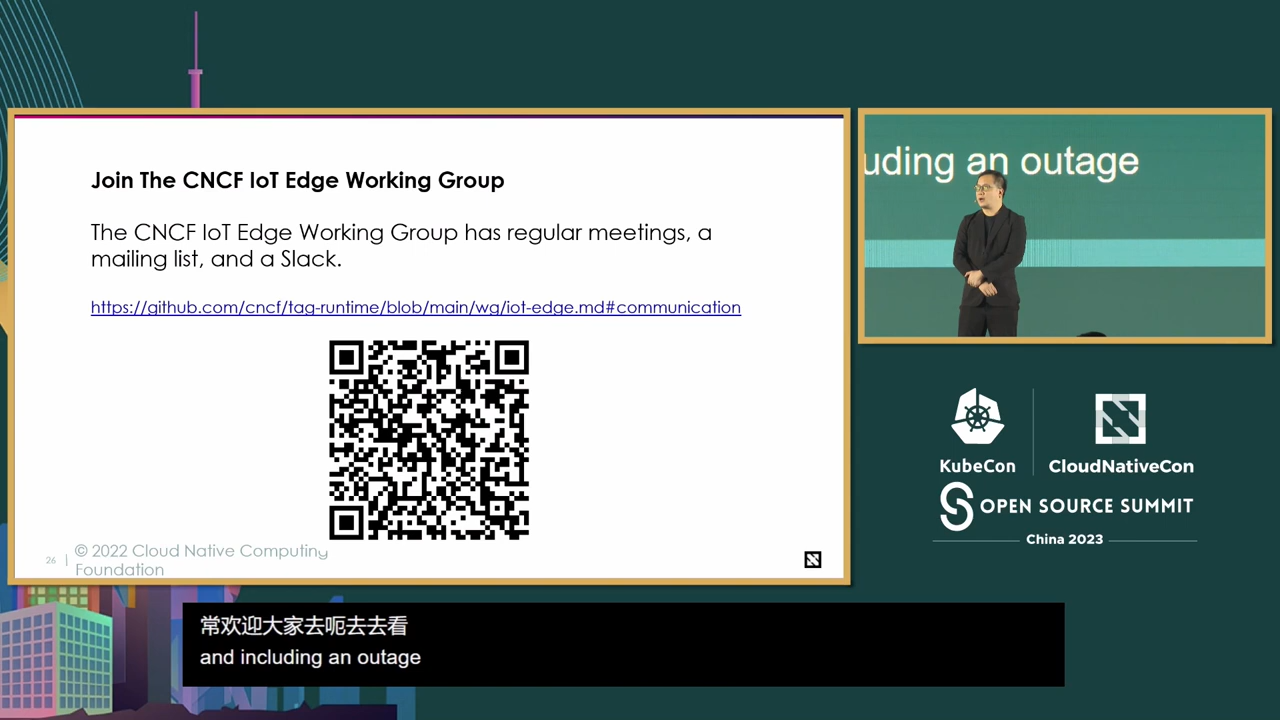 Join The CNCF IoT Edge Working Group
The CNCF IoT Edge Working Group has regular meetings, a
mailing list, and a Slack.
https://github.com/cncf/tag-runtime/blob/main/wg/iot-edge.md#communication
26
© 2022 Cloud Native Computing
Foundation
uding an outage
KubeCon
CloudNativeCon
OPEN SOURCE SUMMIT
China 2023
常欢迎大家去呃去去看
and including an outage